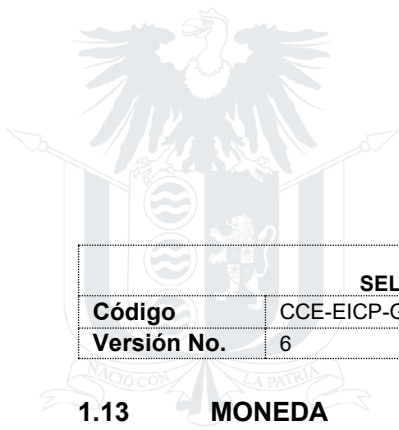 SEL
Código CCE-EICP-G
Versión No. 6
NACIÓ CON LA PATRIA
1.13 MONEDA